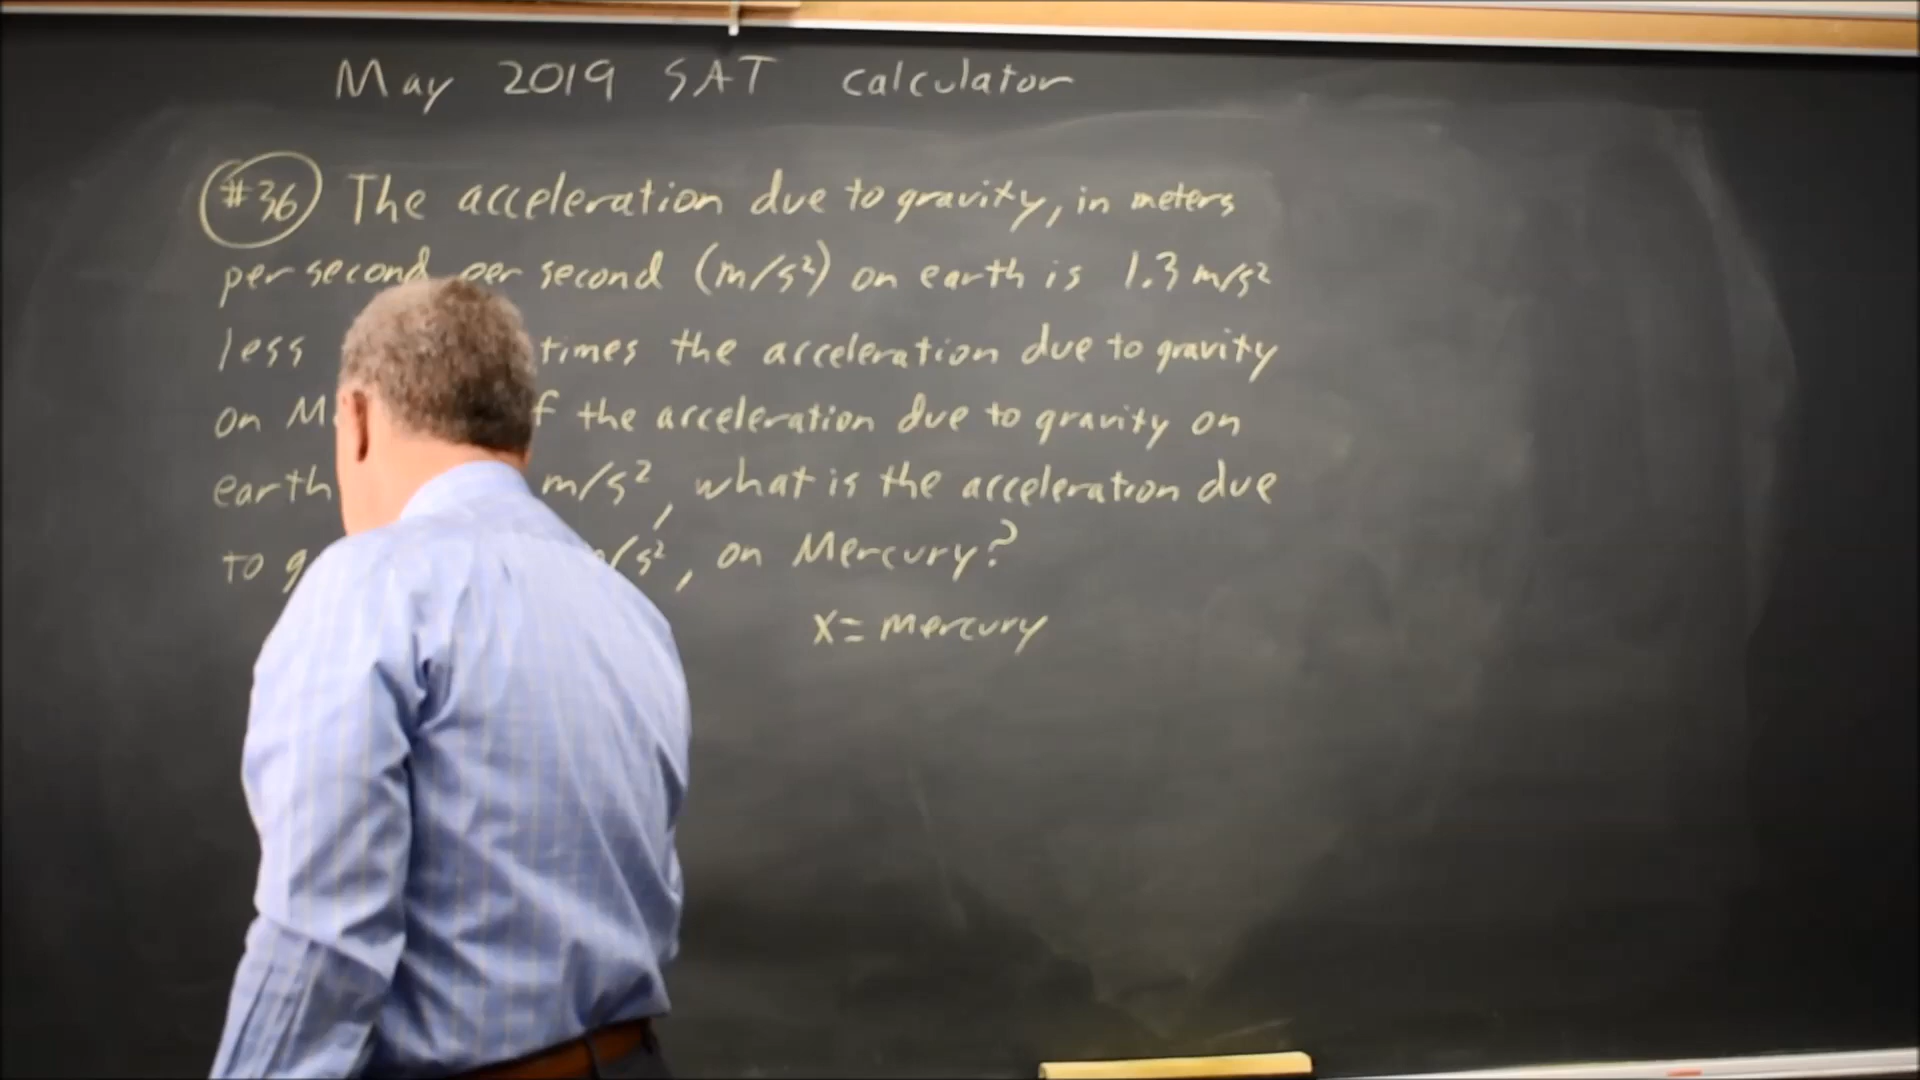 May 2019 SAT calculator
#36 The acceleration due to gravity, in meters
per second per second (m/s²) on earth is 1.3 m/s²
less times the acceleration due to gravity
on the acceleration due to gravity on
earth m/s², what is the acceleration due
to /s², on Mercury?
x = mercury